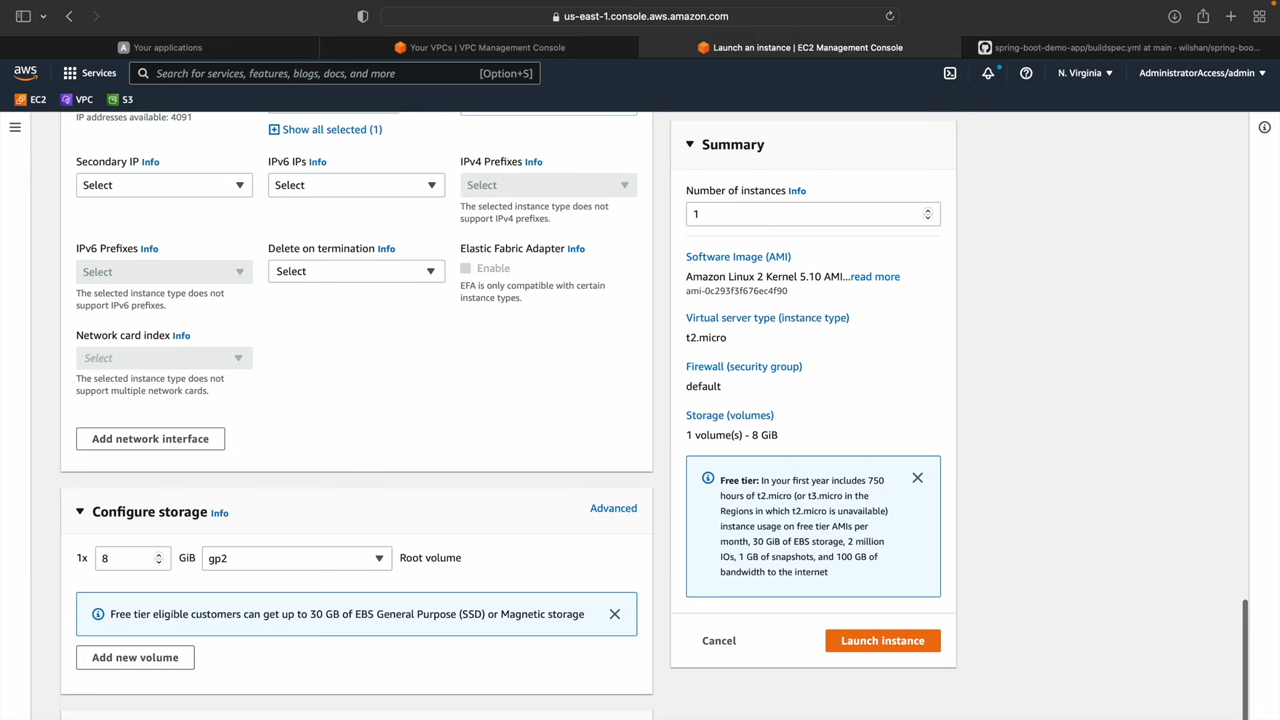 us-east-1.console.aws.amazon.com
Your applications
Your VPCs | VPC Management Console
Launch an instance | EC2 Management Console
spring-boot-demo-app/buildspec.yml at main · wilshan/spring-boo...
aws
Services
Search for services, features, blogs, docs, and more
[Option+S]
N. Virginia
AdministratorAccess/admin
EC2
VPC
S3
IP addresses available: 4091
Show all selected (1)
Secondary IP Info
IPv6 IPs Info
IPv4 Prefixes Info
Select
Select
Select
The selected instance type does not
support IPv4 prefixes.
IPv6 Prefixes Info
Delete on termination Info
Elastic Fabric Adapter Info
Select
Select
Enable
The selected instance type does not
support IPv6 prefixes.
EFA is only compatible with certain
instance types.
Network card index Info
Select
The selected instance type does not
support multiple network cards.
Add network interface
Configure storage Info
Advanced
1x
8
GiB
gp2
Root volume
Free tier eligible customers can get up to 30 GB of EBS General Purpose (SSD) or Magnetic storage
Add new volume
Summary
Number of instances Info
1
Software Image (AMI)
Amazon Linux 2 Kernel 5.10 AMI...read more
ami-0c293f3f676ec4f90
Virtual server type (instance type)
t2.micro
Firewall (security group)
default
Storage (volumes)
1 volume(s) - 8 GiB
Free tier: In your first year includes 750
hours of t2.micro (or t3.micro in the
Regions in which t2.micro is unavailable)
instance usage on free tier AMIs per
month, 30 GiB of EBS storage, 2 million
IOs, 1 GB of snapshots, and 100 GB of
bandwidth to the internet
Cancel
Launch instance